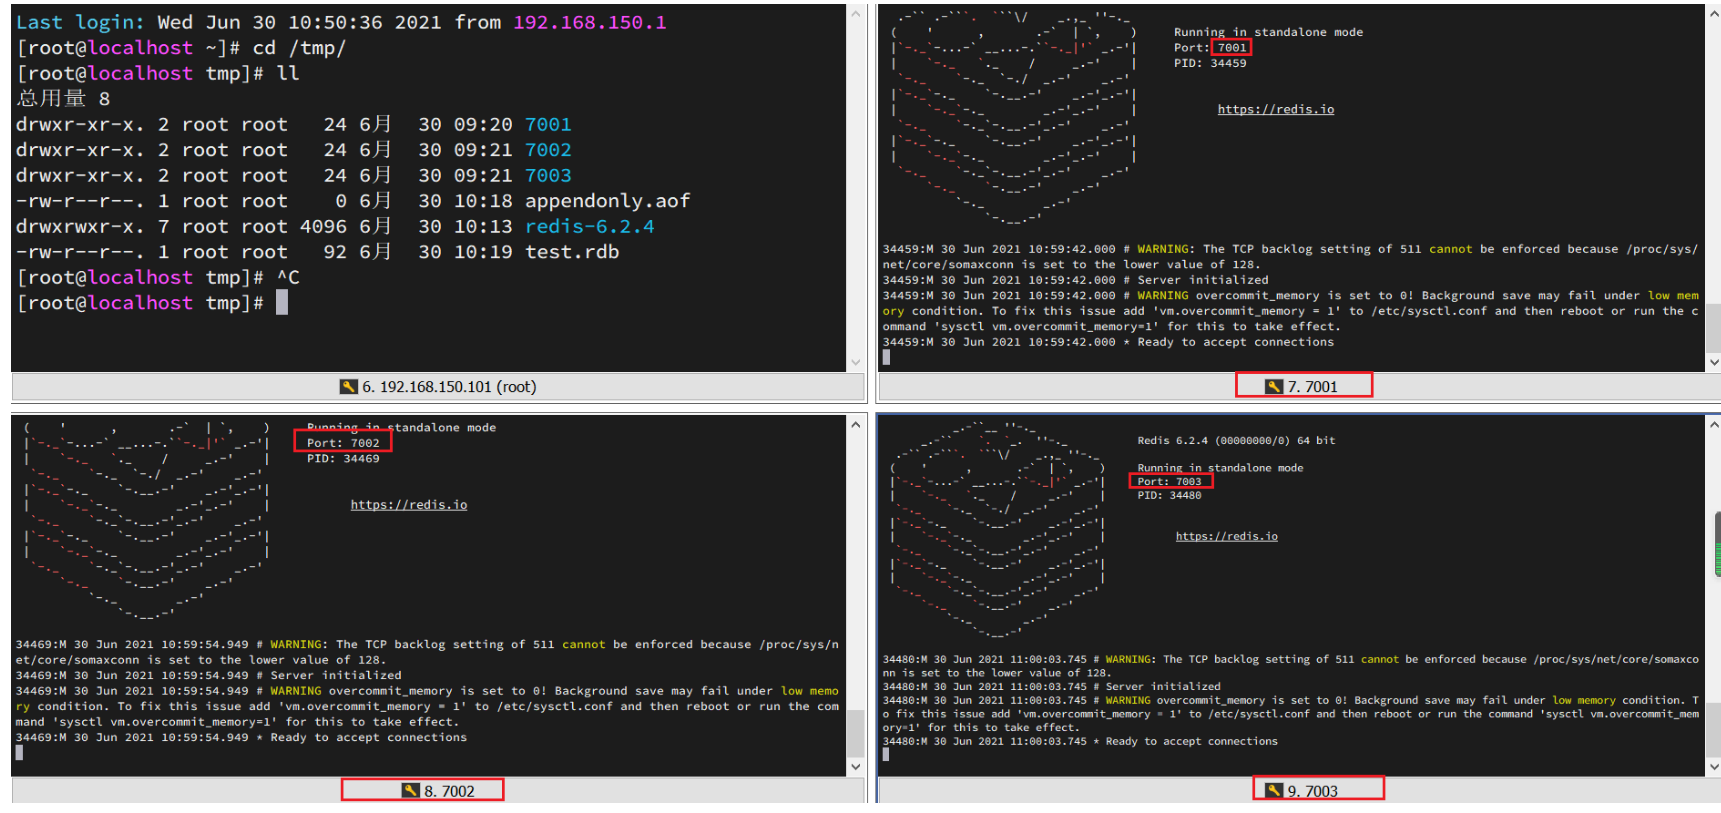 Last login: Wed Jun 30 10:50:36 2021 from 192.168.150.1
[root@localhost ~]# cd /tmp/
[root@localhost tmp]# ll
总用量 8
drwxr-xr-x. 2 root root   24 6月  30 09:20 7001
drwxr-xr-x. 2 root root   24 6月  30 09:21 7002
drwxr-xr-x. 2 root root   24 6月  30 09:21 7003
-rw-r--r--. 1 root root    0 6月  30 10:18 appendonly.aof
drwxrwxr-x. 7 root root 4096 6月  30 10:13 redis-6.2.4
-rw-r--r--. 1 root root   92 6月  30 10:19 test.rdb
[root@localhost tmp]# ^C
[root@localhost tmp]#
6. 192.168.150.101 (root)
Running in standalone mode
Port: 7001
PID: 34459
https://redis.io
34459:M 30 Jun 2021 10:59:42.000 # WARNING: The TCP backlog setting of 511 cannot be enforced because /proc/sys/
net/core/somaxconn is set to the lower value of 128.
34459:M 30 Jun 2021 10:59:42.000 # Server initialized
34459:M 30 Jun 2021 10:59:42.000 # WARNING overcommit_memory is set to 0! Background save may fail under low mem
ory condition. To fix this issue add 'vm.overcommit_memory = 1' to /etc/sysctl.conf and then reboot or run the c
ommand 'sysctl vm.overcommit_memory=1' for this to take effect.
34459:M 30 Jun 2021 10:59:42.000 * Ready to accept connections
7. 7001
Running in standalone mode
Port: 7002
PID: 34469
https://redis.io
34469:M 30 Jun 2021 10:59:54.949 # WARNING: The TCP backlog setting of 511 cannot be enforced because /proc/sys/n
et/core/somaxconn is set to the lower value of 128.
34469:M 30 Jun 2021 10:59:54.949 # Server initialized
34469:M 30 Jun 2021 10:59:54.949 # WARNING overcommit_memory is set to 0! Background save may fail under low memo
ry condition. To fix this issue add 'vm.overcommit_memory = 1' to /etc/sysctl.conf and then reboot or run the com
mand 'sysctl vm.overcommit_memory=1' for this to take effect.
34469:M 30 Jun 2021 10:59:54.949 * Ready to accept connections
8. 7002
Redis 6.2.4 (00000000/0) 64 bit
Running in standalone mode
Port: 7003
PID: 34480
https://redis.io
34480:M 30 Jun 2021 11:00:03.745 # WARNING: The TCP backlog setting of 511 cannot be enforced because /proc/sys/net/core/somaxco
nn is set to the lower value of 128.
34480:M 30 Jun 2021 11:00:03.745 # Server initialized
34480:M 30 Jun 2021 11:00:03.745 # WARNING overcommit_memory is set to 0! Background save may fail under low memory condition. T
o fix this issue add 'vm.overcommit_memory = 1' to /etc/sysctl.conf and then reboot or run the command 'sysctl vm.overcommit_mem
ory=1' for this to take effect.
34480:M 30 Jun 2021 11:00:03.745 * Ready to accept connections
9. 7003